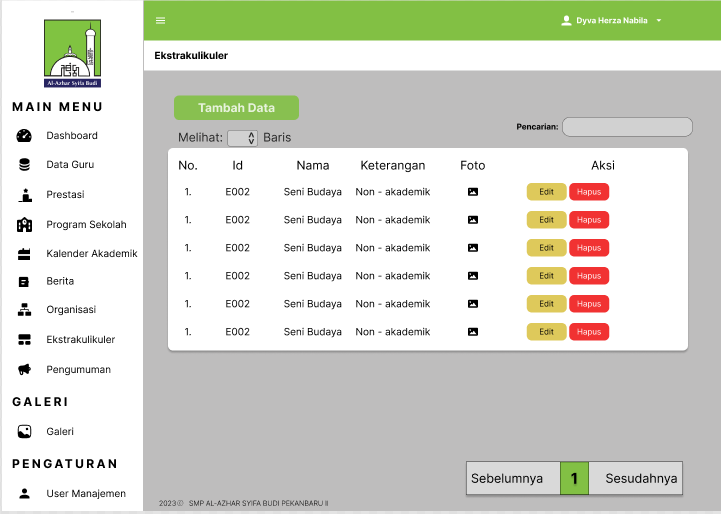 Al-Azhar Syifa Budi
MAIN MENU
Dashboard
Data Guru
Prestasi
Program Sekolah
Kalender Akademik
Berita
Organisasi
Ekstrakulikuler
Pengumuman
GALERI
Galeri
PENGATURAN
User Manajemen
Dyva Herza Nabila
Ekstrakulikuler
Tambah Data
Pencarian:
Melihat: Baris
No. Id Nama Keterangan Foto Aksi
1. E002 Seni Budaya Non - akademik Edit Hapus
1. E002 Seni Budaya Non - akademik Edit Hapus
1. E002 Seni Budaya Non - akademik Edit Hapus
1. E002 Seni Budaya Non - akademik Edit Hapus
1. E002 Seni Budaya Non - akademik Edit Hapus
1. E002 Seni Budaya Non - akademik Edit Hapus
Sebelumnya 1 Sesudahnya
2023© SMP AL-AZHAR SYIFA BUDI PEKANBARU II